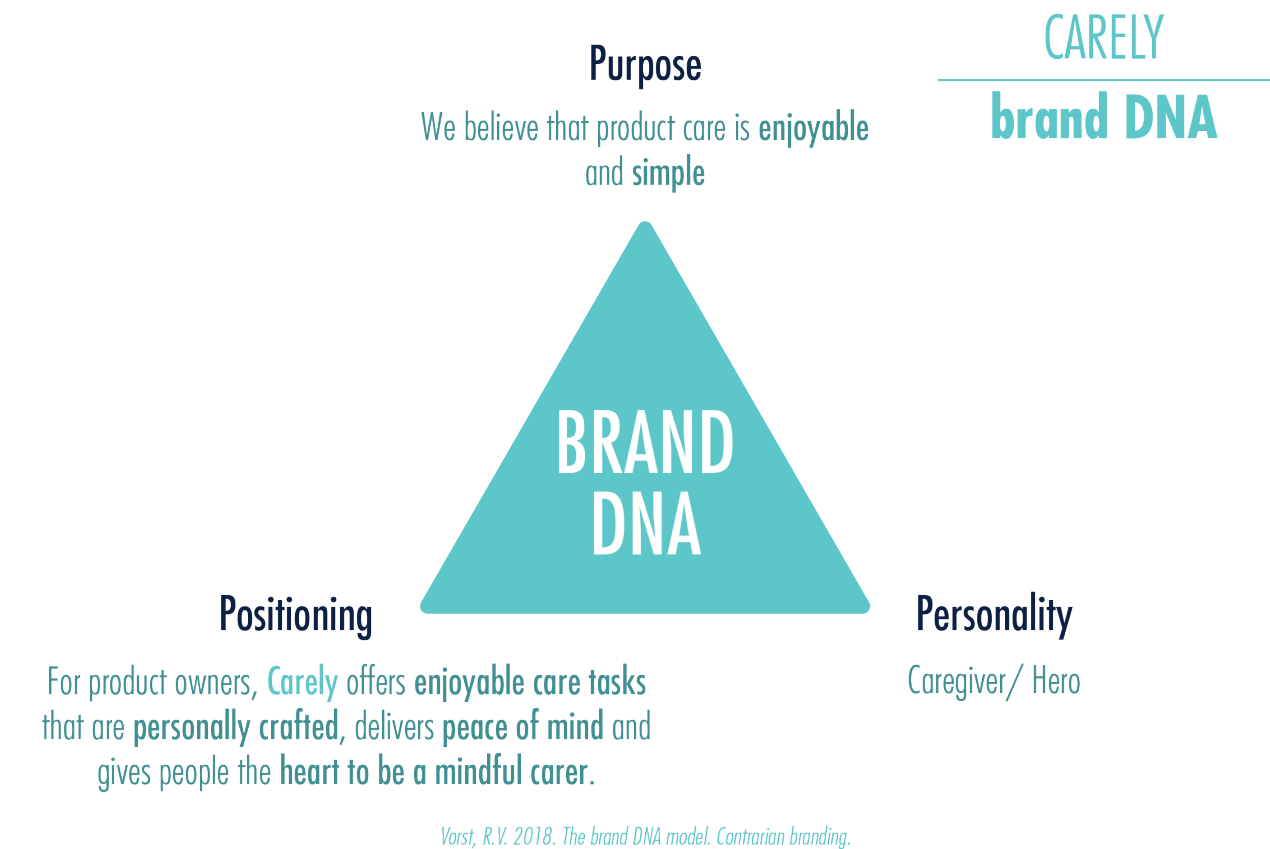 CARELY
brand DNA
Purpose
We believe that product care is enjoyable
and simple
BRAND
DNA
Positioning
For product owners, Carely offers enjoyable care tasks
that are personally crafted, delivers peace of mind and
gives people the heart to be a mindful carer.
Personality
Caregiver/ Hero
Vorst, R.V. 2018. The brand DNA model. Contrarian branding.